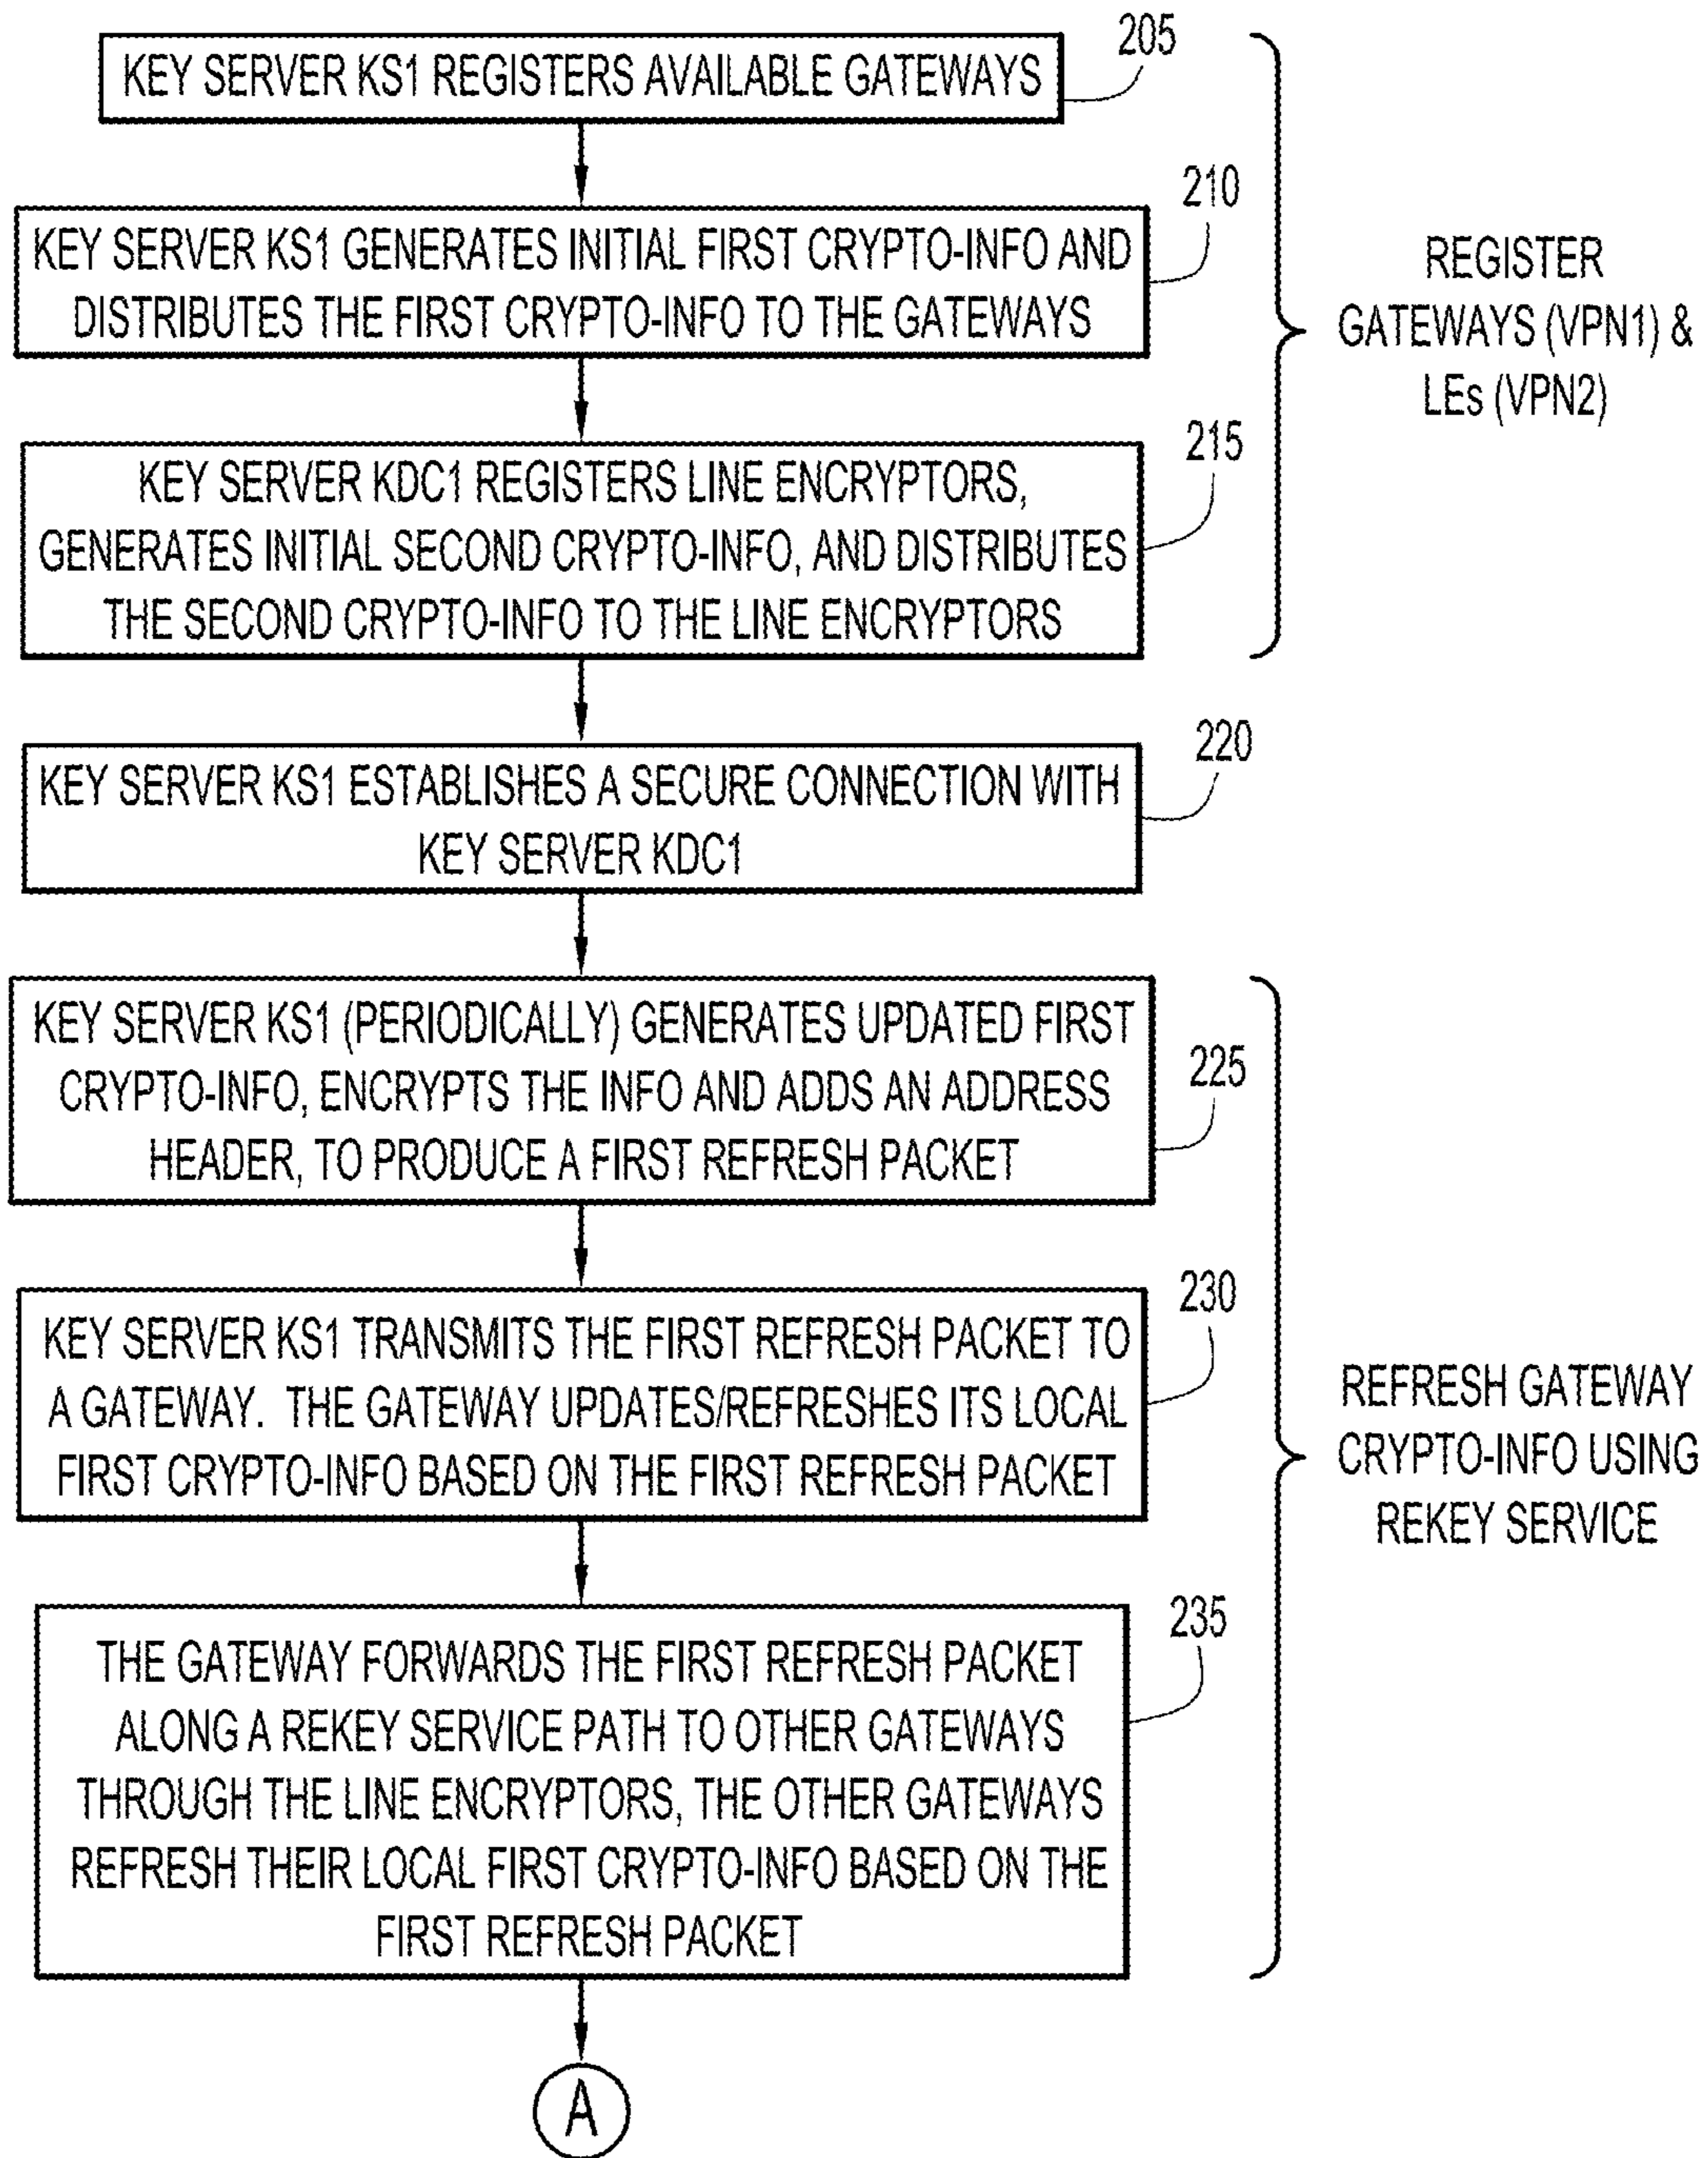 205
KEY SERVER KS1 REGISTERS AVAILABLE GATEWAYS
210
KEY SERVER KS1 GENERATES INITIAL FIRST CRYPTO-INFO AND
DISTRIBUTES THE FIRST CRYPTO-INFO TO THE GATEWAYS
REGISTER
GATEWAYS (VPN1) &
LEs (VPN2)
215
KEY SERVER KDC1 REGISTERS LINE ENCRYPTORS,
GENERATES INITIAL SECOND CRYPTO-INFO, AND DISTRIBUTES
THE SECOND CRYPTO-INFO TO THE LINE ENCRYPTORS
220
KEY SERVER KS1 ESTABLISHES A SECURE CONNECTION WITH
KEY SERVER KDC1
225
KEY SERVER KS1 (PERIODICALLY) GENERATES UPDATED FIRST
CRYPTO-INFO, ENCRYPTS THE INFO AND ADDS AN ADDRESS
HEADER, TO PRODUCE A FIRST REFRESH PACKET
230
KEY SERVER KS1 TRANSMITS THE FIRST REFRESH PACKET TO
A GATEWAY. THE GATEWAY UPDATES/REFRESHES ITS LOCAL
FIRST CRYPTO-INFO BASED ON THE FIRST REFRESH PACKET
REFRESH GATEWAY
CRYPTO-INFO USING
REKEY SERVICE
235
THE GATEWAY FORWARDS THE FIRST REFRESH PACKET
ALONG A REKEY SERVICE PATH TO OTHER GATEWAYS
THROUGH THE LINE ENCRYPTORS, THE OTHER GATEWAYS
REFRESH THEIR LOCAL FIRST CRYPTO-INFO BASED ON THE
FIRST REFRESH PACKET
A